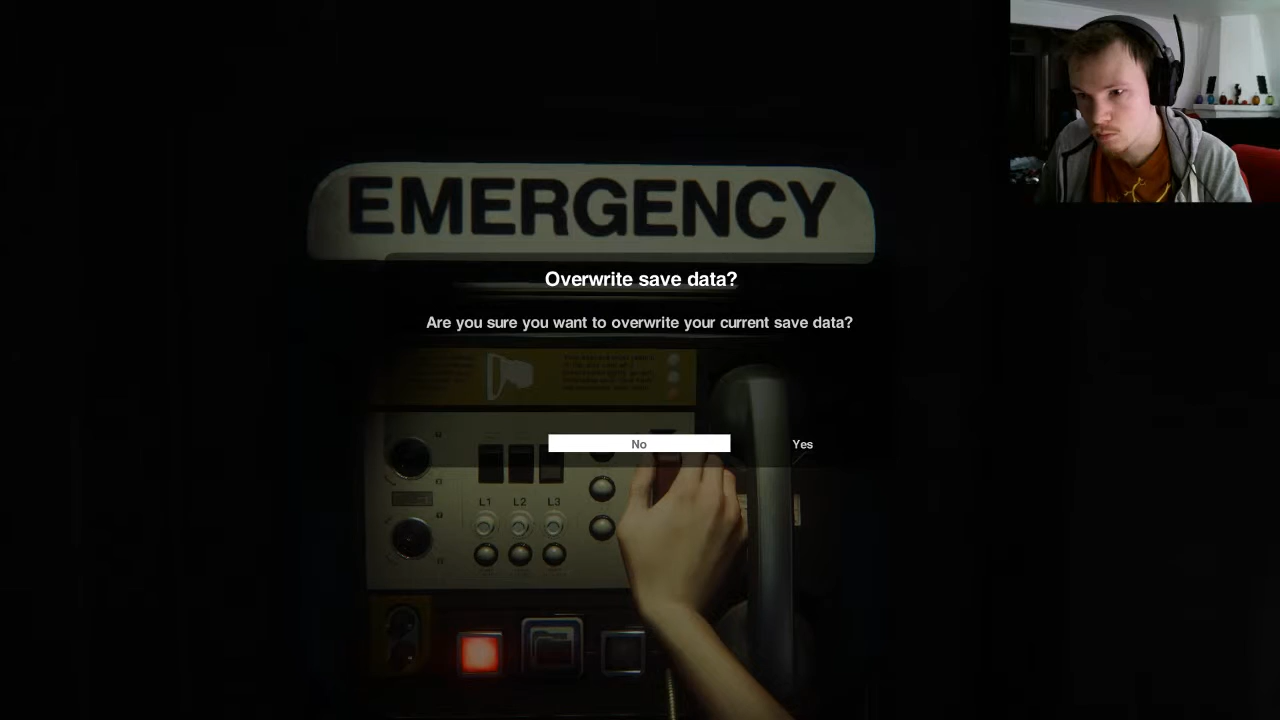 EMERGENCY
Overwrite save data?
Are you sure you want to overwrite your current save data?
No
Yes
L1
L2
L3